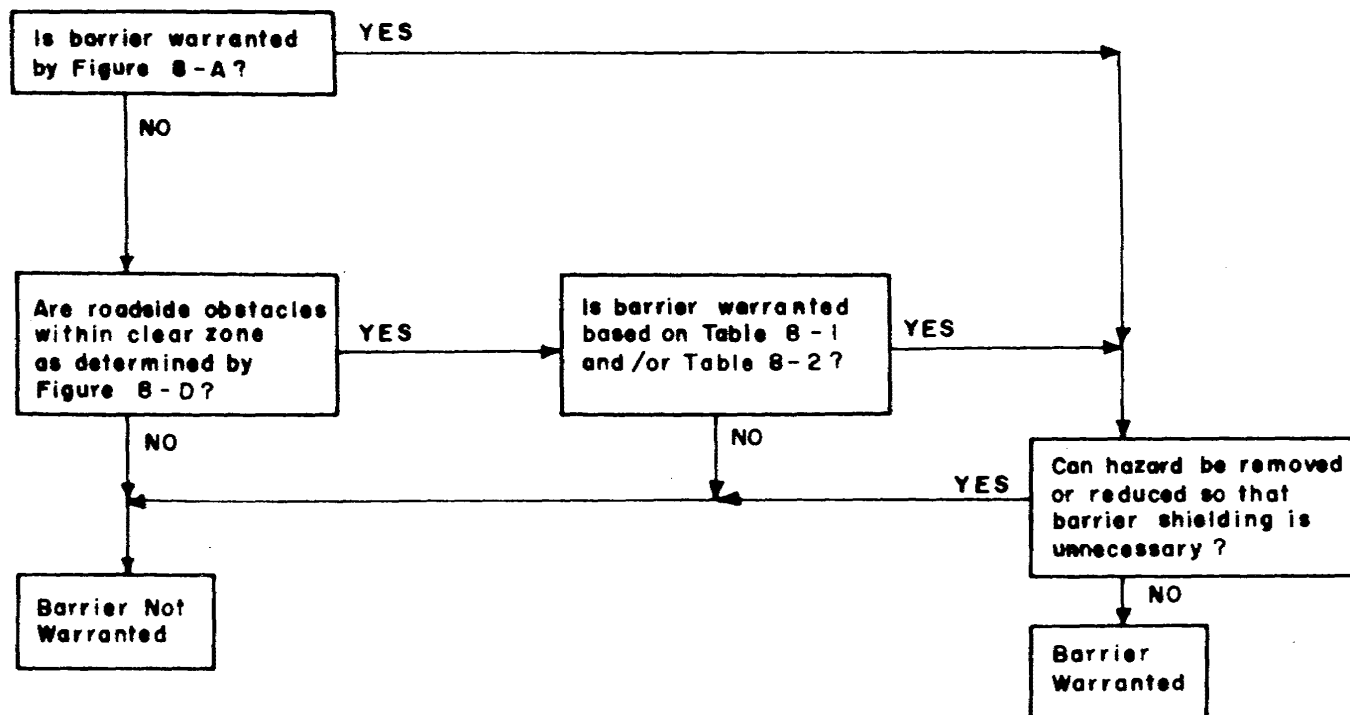 Is barrier warranted
by Figure 8-A?
YES
NO
Are roadside obstacles
within clear zone
as determined by
Figure 8-D?
YES
Is barrier warranted
based on Table 8-1
and/or Table 8-2?
YES
NO
NO
Can hazard be removed
or reduced so that
barrier shielding is
unnecessary?
YES
NO
Barrier Not
Warranted
Barrier
Warranted